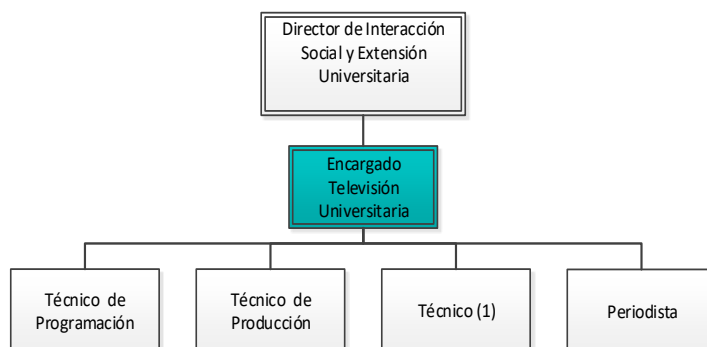 Director de Interacción
Social y Extensión
Universitaria
Encargado
Televisión
Universitaria
Técnico de
Programación
Técnico de
Producción
Técnico (1)
Periodista